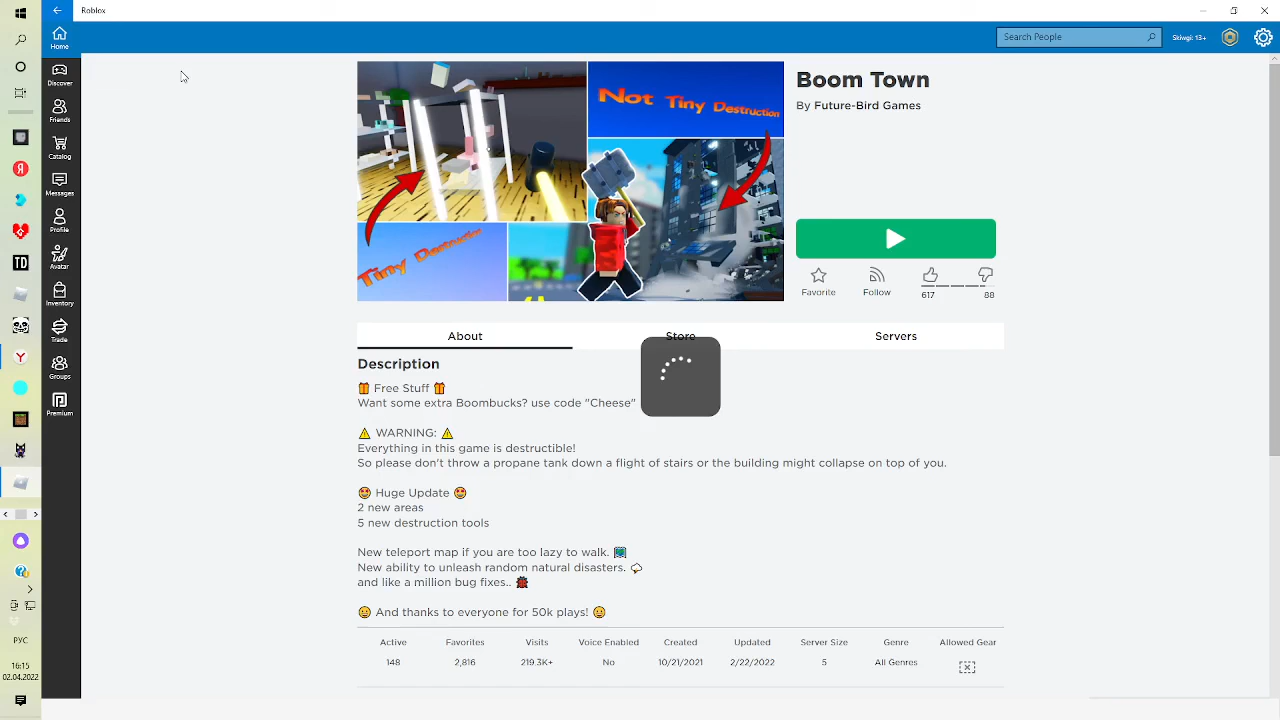 Roblox
Search People
Skiwgi: 13+
Home
Discover
Friends
Catalog
Messages
Profile
Avatar
Inventory
Trade
Groups
Premium
TD
РУС
16:15
02.04.2022
Not Tiny Destruction
Tiny Destruction
Boom Town
By Future-Bird Games
Favorite
Follow
617
88
About
Store
Servers
Description
Free Stuff
Want some extra Boombucks? use code "Cheese"
WARNING:
Everything in this game is destructible!
So please don't throw a propane tank down a flight of stairs or the building might collapse on top of you.
Huge Update
2 new areas
5 new destruction tools
New teleport map if you are too lazy to walk.
New ability to unleash random natural disasters.
and like a million bug fixes..
And thanks to everyone for 50k plays!
Active Favorites Visits Voice Enabled Created Updated Server Size Genre Allowed Gear
148 2,816 219.3K+ No 10/21/2021 2/22/2022 5 All Genres